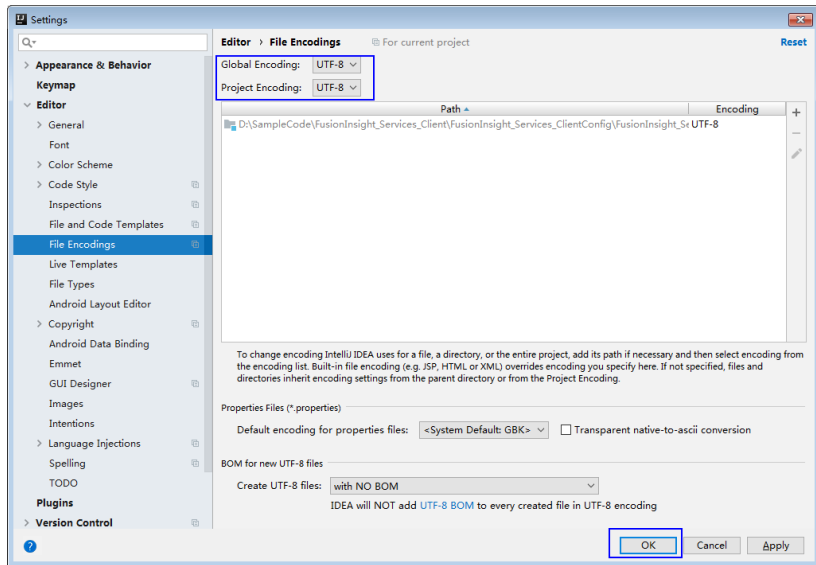 Settings
Editor › File Encodings For current project Reset
Appearance & Behavior
Keymap
Editor
General
Font
Color Scheme
Code Style
Inspections
File and Code Templates
File Encodings
Live Templates
File Types
Android Layout Editor
Copyright
Android Data Binding
Emmet
GUI Designer
Images
Intentions
Language Injections
Spelling
TODO
Plugins
Version Control
Global Encoding: UTF-8
Project Encoding: UTF-8
Path Encoding
D:\SampleCode\FusionInsight_Services_Client\FusionInsight_Services_ClientConfig\FusionInsight_Se UTF-8
To change encoding IntelliJ IDEA uses for a file, a directory, or the entire project, add its path if necessary and then select encoding from
the encoding list. Built-in file encoding (e.g. JSP, HTML or XML) overrides encoding you specify here. If not specified, files and
directories inherit encoding settings from the parent directory or from the Project Encoding.
Properties Files (*.properties)
Default encoding for properties files: <System Default: GBK> Transparent native-to-ascii conversion
BOM for new UTF-8 files
Create UTF-8 files: with NO BOM
IDEA will NOT add UTF-8 BOM to every created file in UTF-8 encoding
? OK Cancel Apply